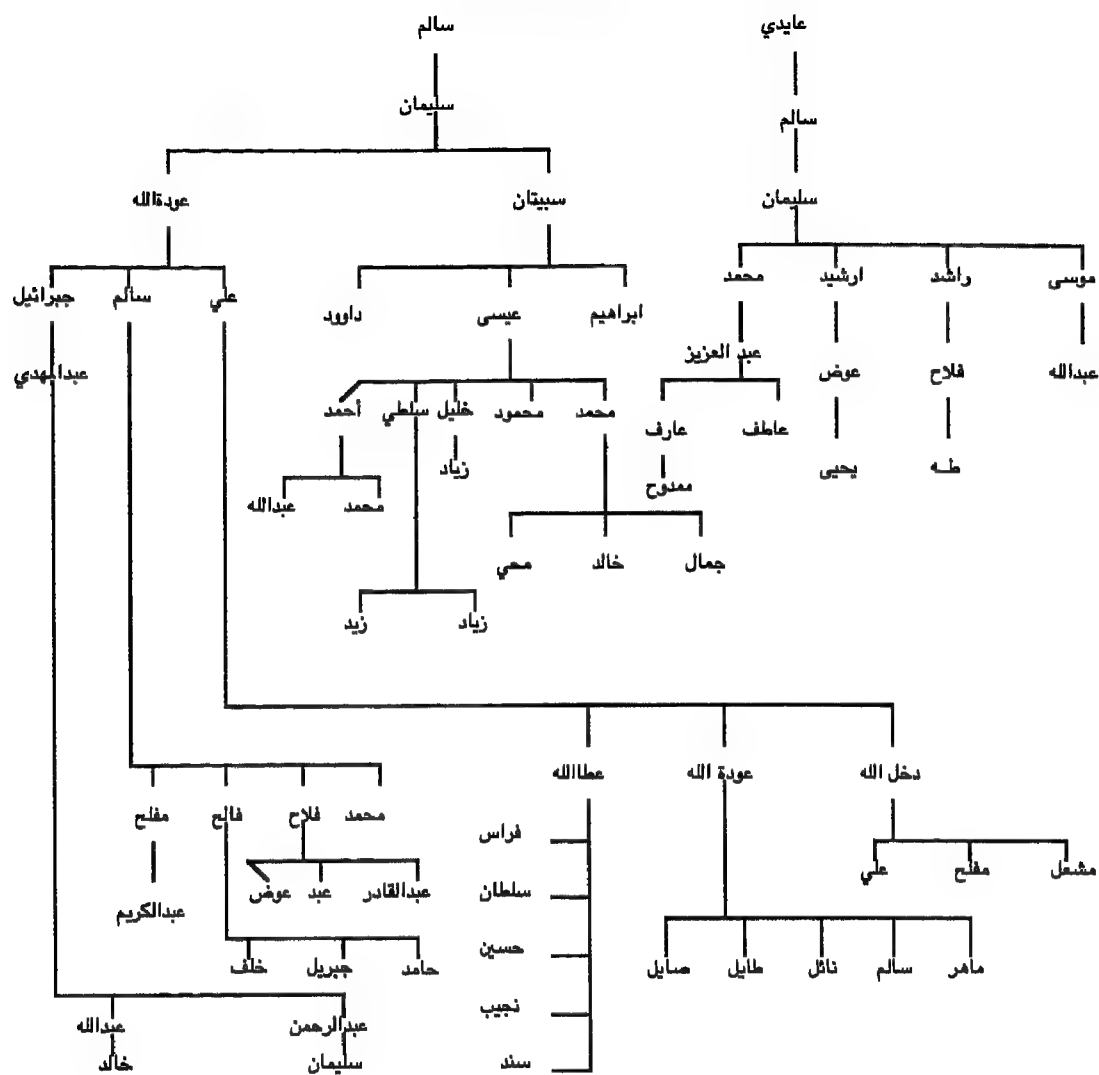 عايدي سالم
سليمان
سالم
سليمان سبيتان عودةالله
موسى راشد ارشيد محمد علي سالم جبرائيل
ابراهيم عيسى داوود
عبد العزيز
عبدالله فلاح عوض عبدالمهدي
محمد محمود خليل سلطي أحمد
عاطف عارف
طه يحيى زياد
ممدوح
محمد عبدالله
جمال خالد محي
زياد زيد
دخل الله عودة الله عطاالله
محمد فلاح فالح مفلح
فراس
مشعل مفلح علي
سلطان
عبدالقادر عبد عوض
عبدالكريم
حسين
ماهر سالم نائل طايل صايل
حامد جبريل خلف
نجيب
عبدالرحمن عبدالله
سند
سليمان خالد